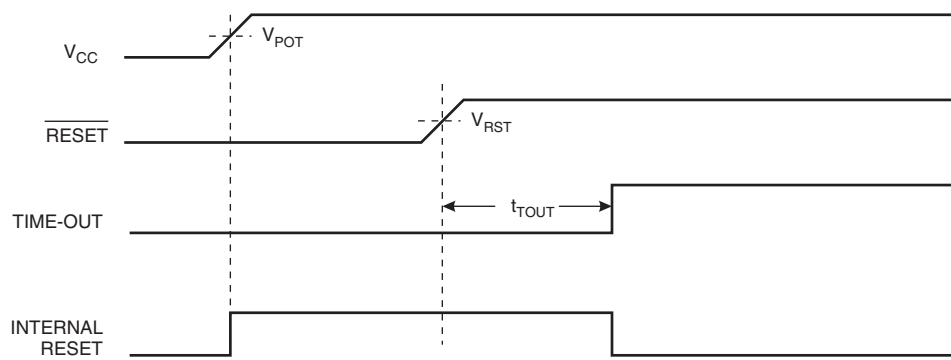 V_CC
V_POT
RESET
V_RST
TIME-OUT
t_TOUT
INTERNAL
RESET